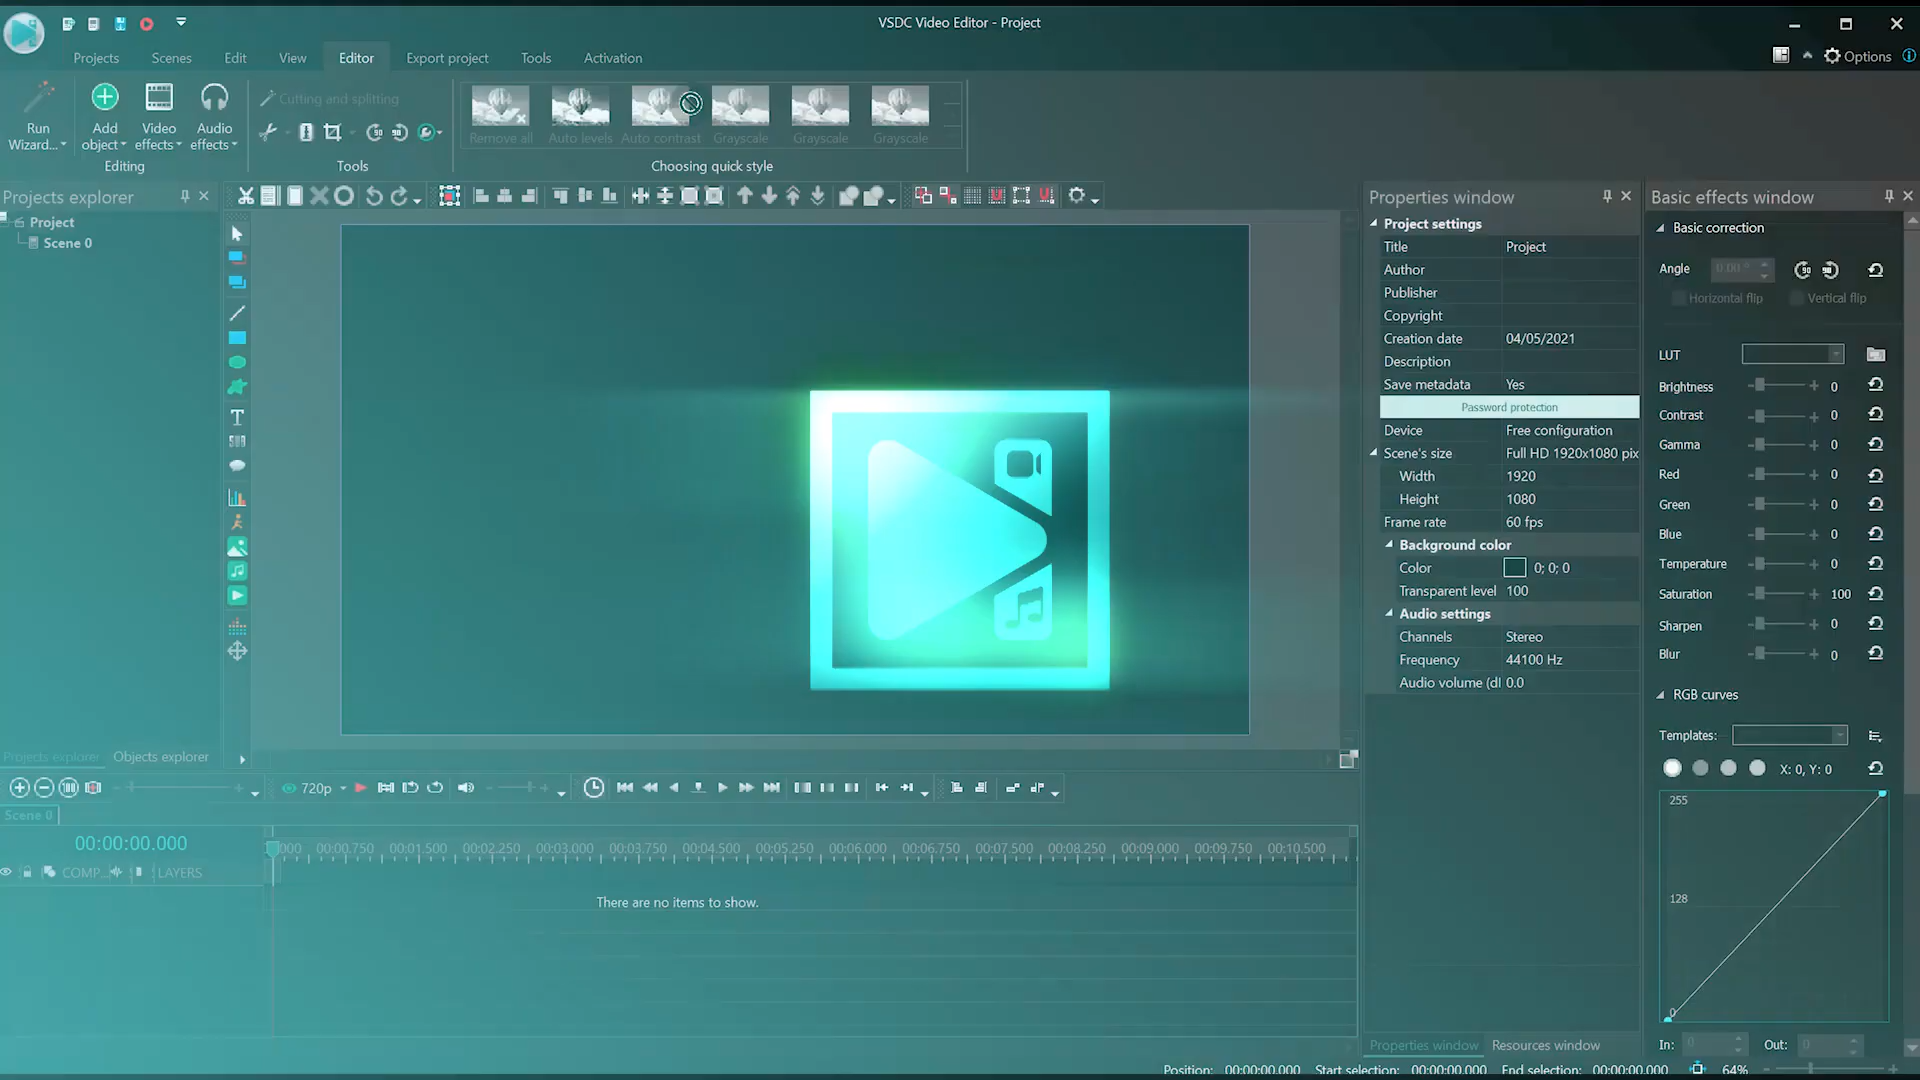 VSDC Video Editor - Project
Projects
Scenes
Edit
View
Editor
Export project
Tools
Activation
Options
Run
Wizard...
Add
object
Video
effects
Audio
effects
Editing
Cutting and splitting
Tools
Remove all
Auto levels
Auto contrast
Grayscale
Grayscale
Grayscale
Choosing quick style
Projects explorer
Project
Scene 0
Projects explorer
Objects explorer
Properties window
Project settings
Title Project
Author
Publisher
Copyright
Creation date 04/05/2021
Description
Save metadata Yes
Password protection
Device Free configuration
Scene's size Full HD 1920x1080 pix
Width 1920
Height 1080
Frame rate 60 fps
Background color
Color 0; 0; 0
Transparent level 100
Audio settings
Channels Stereo
Frequency 44100 Hz
Audio volume (dI 0.0
Properties window
Resources window
Basic effects window
Basic correction
Angle 0.00 °
Horizontal flip Vertical flip
LUT
Brightness 0
Contrast 0
Gamma 0
Red 0
Green 0
Blue 0
Temperature 0
Saturation 100
Sharpen 0
Blur 0
RGB curves
Templates:
X: 0, Y: 0
255
128
0
In: 0 Out: 0
720p
Scene 0
00:00:00.000
COMP...
LAYERS
000 00:00.750 00:01.500 00:02.250 00:03.000 00:03.750 00:04.500 00:05.250 00:06.000 00:06.750 00:07.500 00:08.250 00:09.000 00:09.750 00:10.500
There are no items to show.
Position: 00:00:00.000 Start selection: 00:00:00.000 End selection: 00:00:00.000 64%